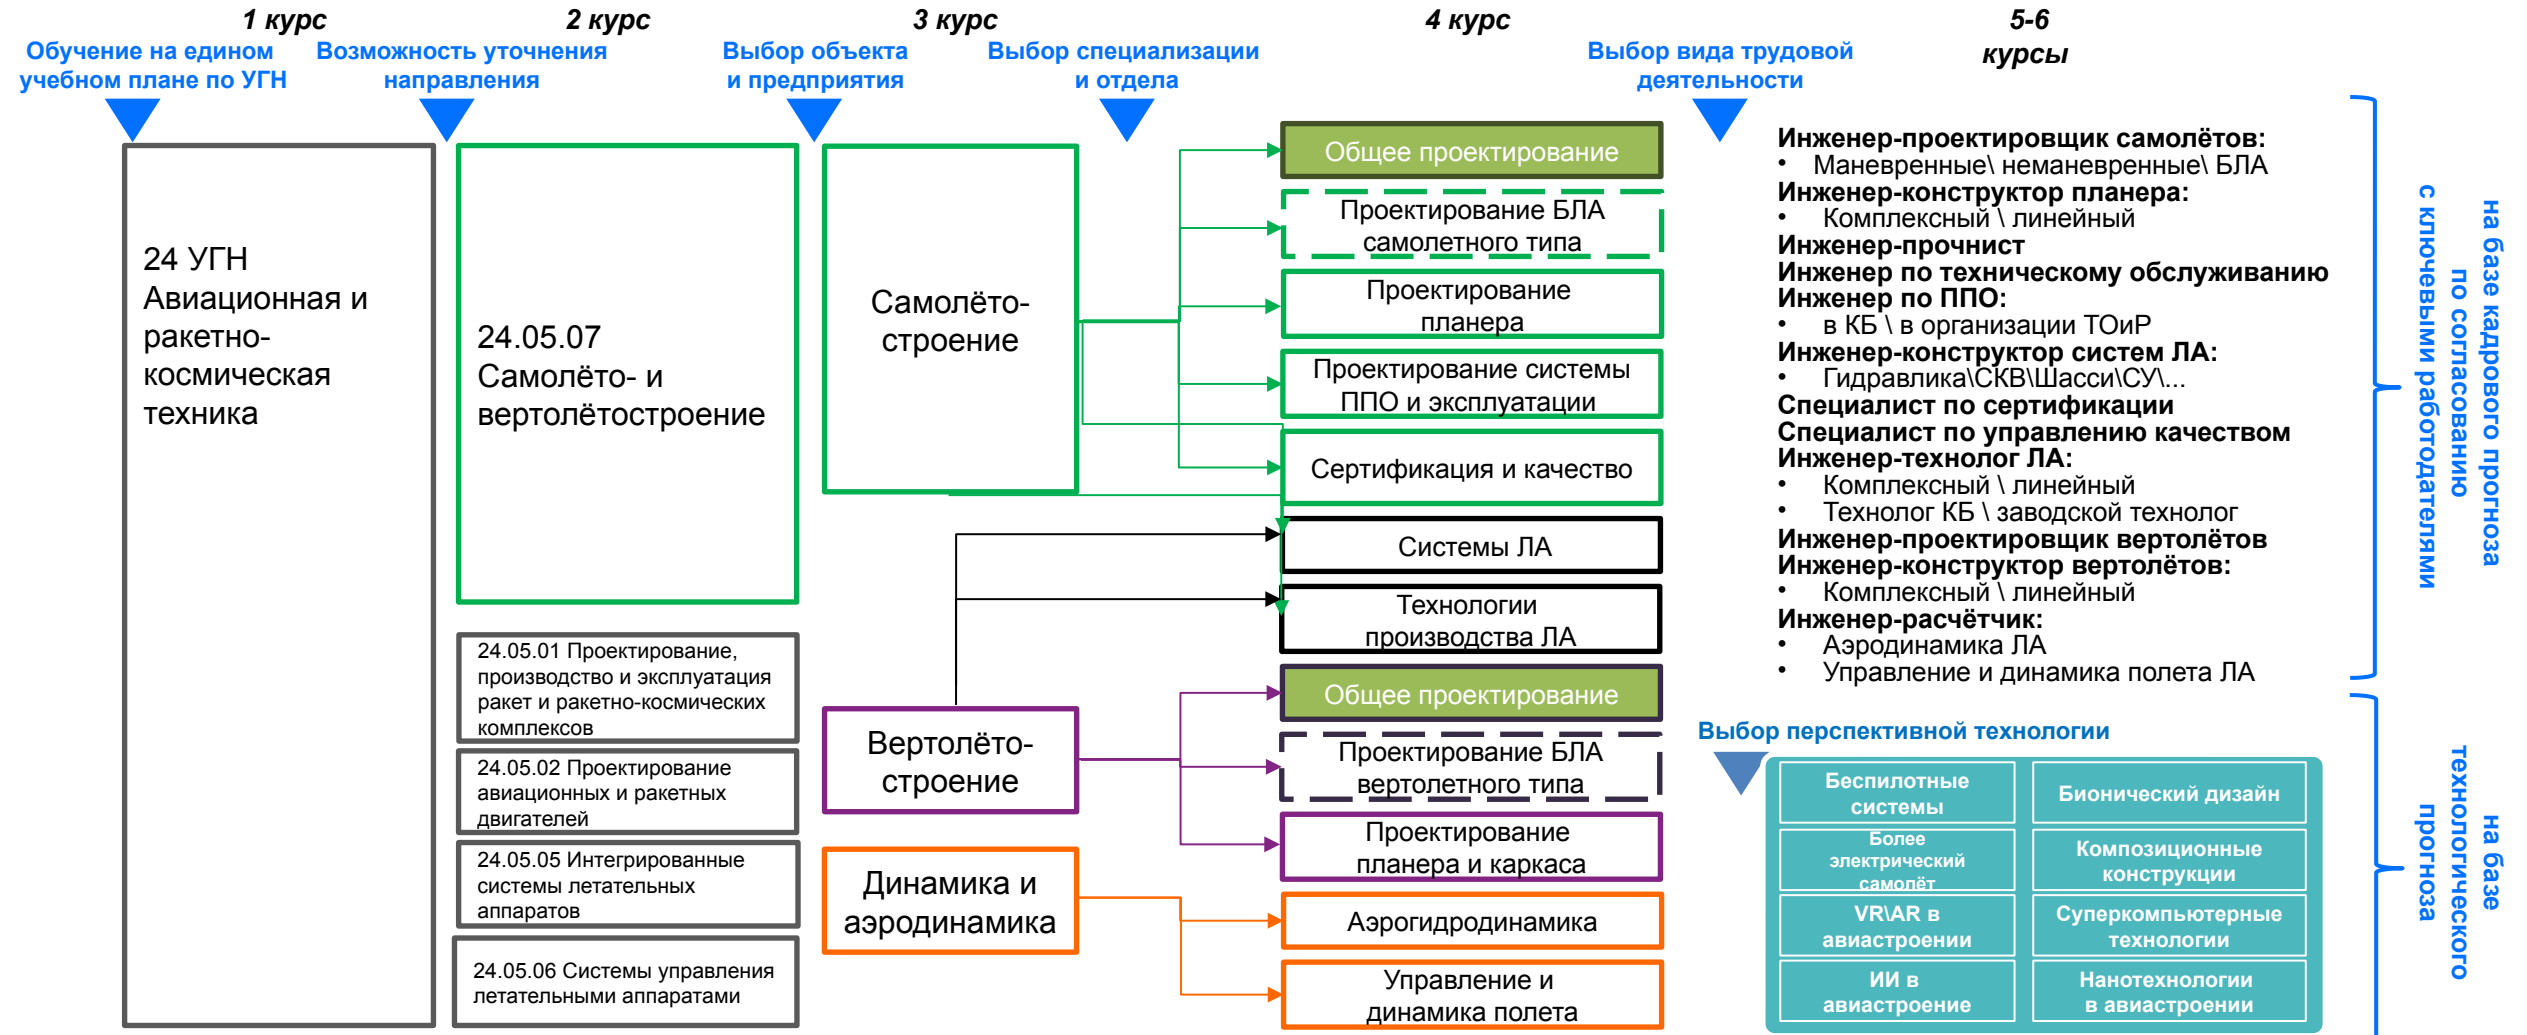 1 курс
2 курс
3 курс
4 курс
5-6
курсы
Обучение на едином
учебном плане по УГН
Возможность уточнения
направления
Выбор объекта
и предприятия
Выбор специализации
и отдела
Выбор вида трудовой
деятельности
24 УГН
Авиационная и
ракетно-
космическая
техника
24.05.07
Самолёто- и
вертолётостроение
24.05.01 Проектирование,
производство и эксплуатация
ракет и ракетно-космических
комплексов
24.05.02 Проектирование
авиационных и ракетных
двигателей
24.05.05 Интегрированные
системы летательных
аппаратов
24.05.06 Системы управления
летательными аппаратами
Самолёто-
строение
Вертолёто-
строение
Динамика и
аэродинамика
Общее проектирование
Проектирование БЛА
самолетного типа
Проектирование
планера
Проектирование системы
ППО и эксплуатации
Сертификация и качество
Системы ЛА
Технологии
производства ЛА
Общее проектирование
Проектирование БЛА
вертолетного типа
Проектирование
планера и каркаса
Аэрогидродинамика
Управление и
динамика полета
Инженер-проектировщик самолётов:
• Маневренные\ неманевренные\ БЛА
Инженер-конструктор планера:
• Комплексный \ линейный
Инженер-прочнист
Инженер по техническому обслуживанию
Инженер по ППО:
• в КБ \ в организации ТОиР
Инженер-конструктор систем ЛА:
• Гидравлика\СКВ\Шасси\СУ\...
Специалист по сертификации
Специалист по управлению качеством
Инженер-технолог ЛА:
• Комплексный \ линейный
• Технолог КБ \ заводской технолог
Инженер-проектировщик вертолётов
Инженер-конструктор вертолётов:
• Комплексный \ линейный
Инженер-расчётчик:
• Аэродинамика ЛА
• Управление и динамика полета ЛА
Выбор перспективной технологии
Беспилотные
системы
Бионический дизайн
Более
электрический
самолёт
Композиционные
конструкции
VR\AR в
авиастроении
Суперкомпьютерные
технологии
ИИ в
авиастроение
Нанотехнологии
в авиастроении
на базе кадрового прогноза
по согласованию
с ключевыми работодателями
на базе
технологического
прогноза